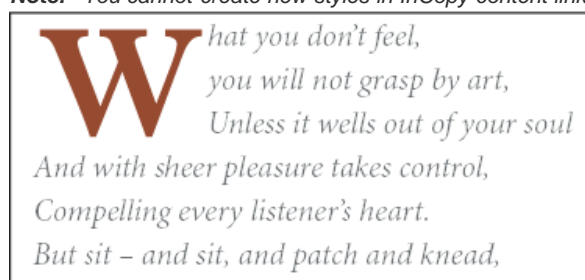 Note: You cannot create new styles in InCopy content link
What you don't feel,
you will not grasp by art,
Unless it wells out of your soul
And with sheer pleasure takes control,
Compelling every listener's heart.
But sit – and sit, and patch and knead,